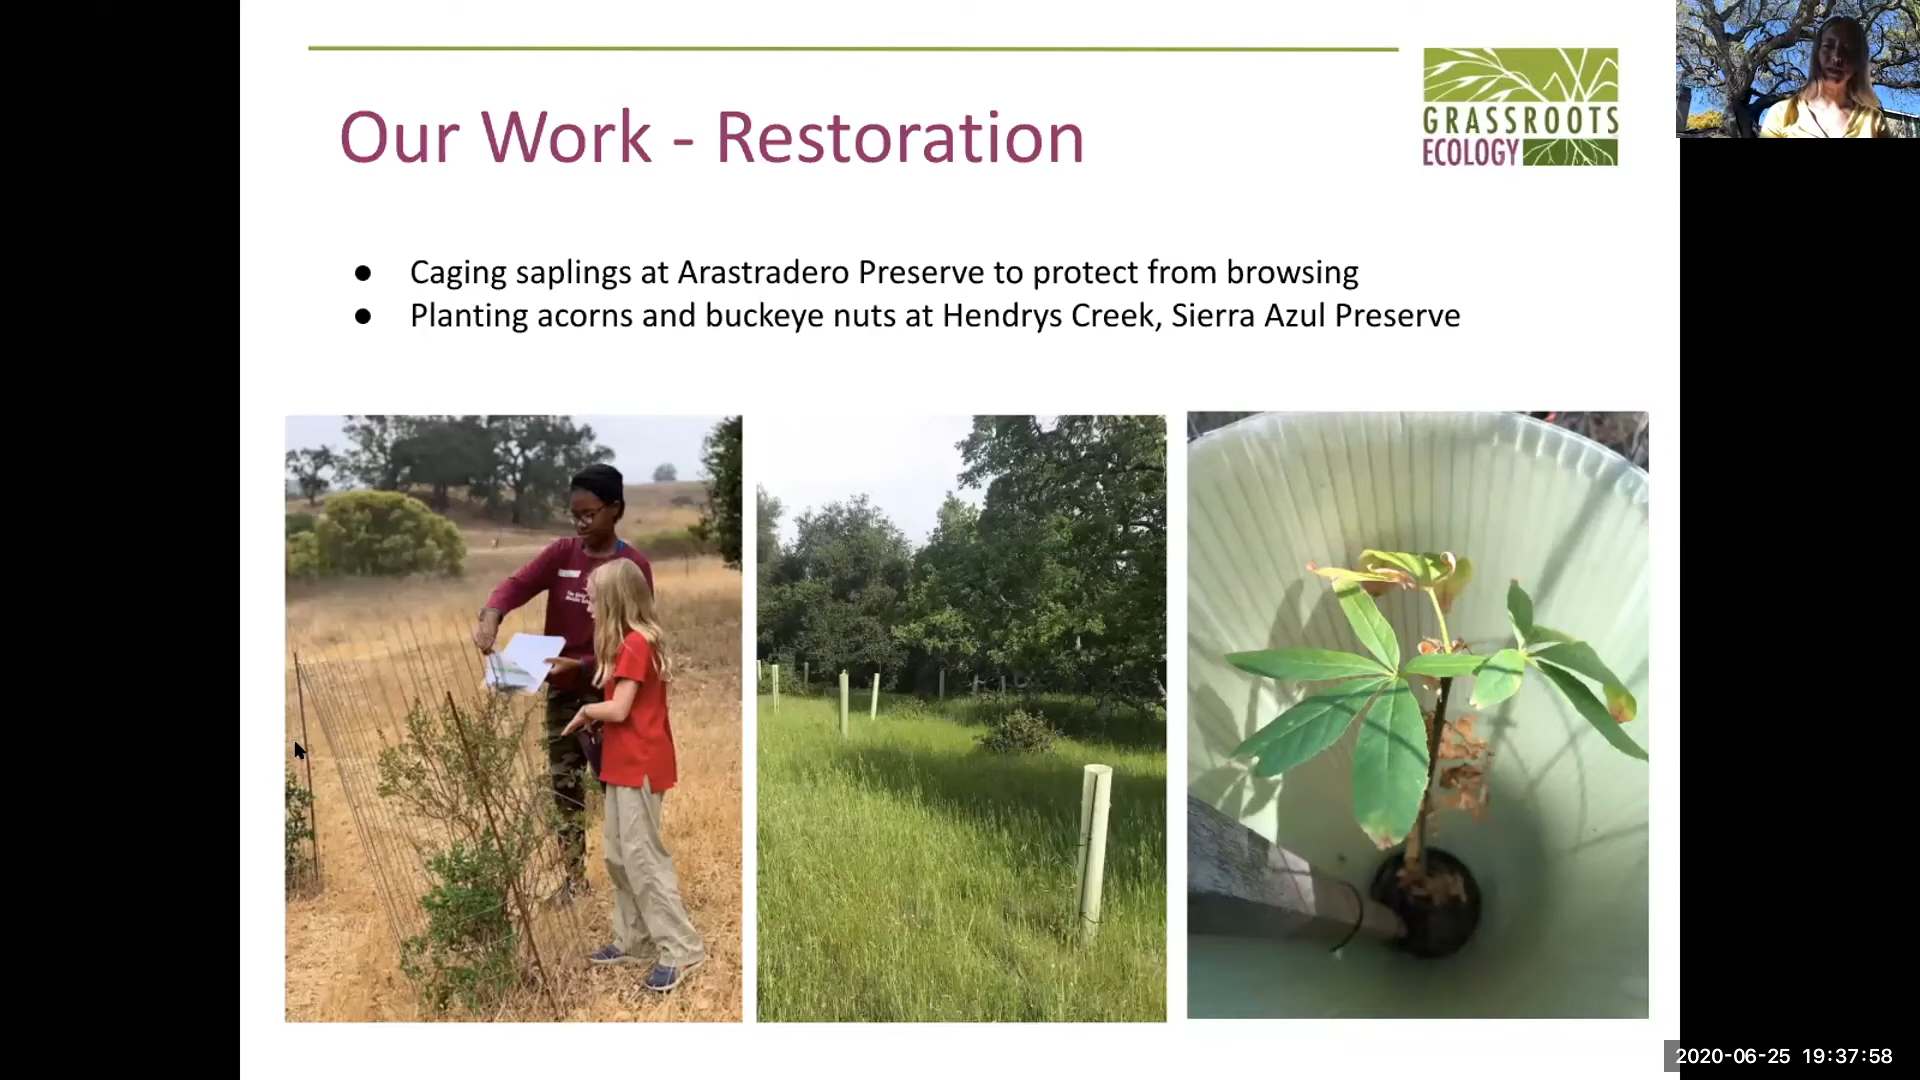 Our Work - Restoration
GRASSROOTS
ECOLOGY
● Caging saplings at Arastradero Preserve to protect from browsing
● Planting acorns and buckeye nuts at Hendrys Creek, Sierra Azul Preserve
2020-06-25 19:37:58